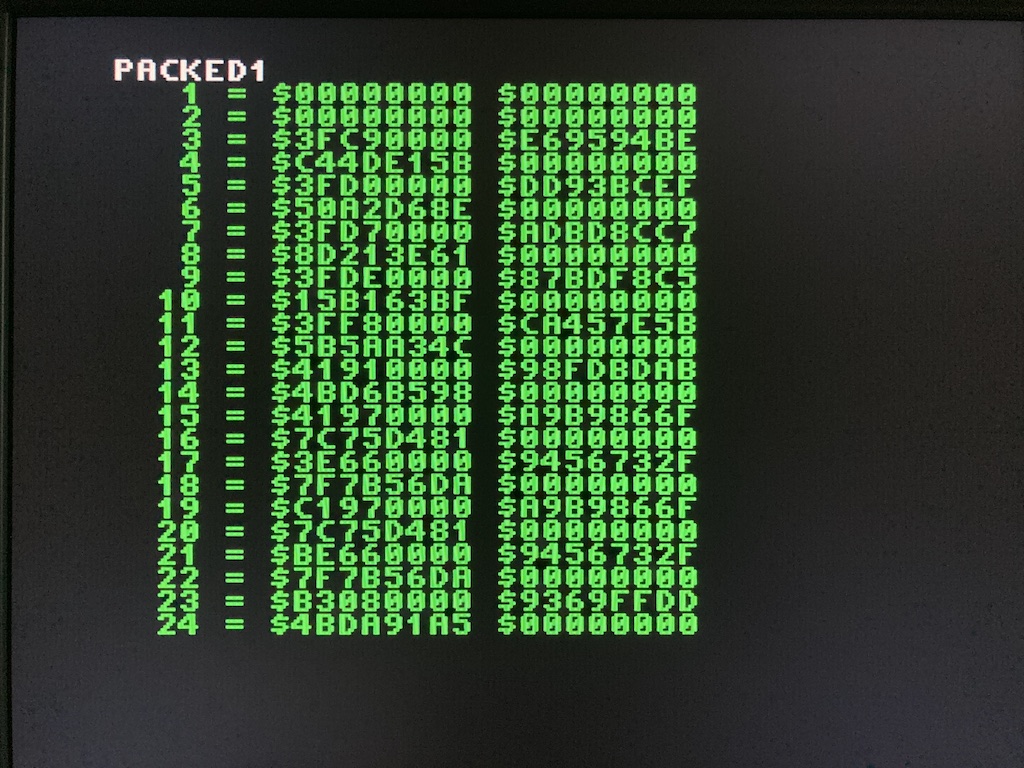 PACKED1
1 = $00000000 $00000000
2 = $00000000 $00000000
3 = $3FC90000 $E69594BE
4 = $C44DE15B $00000000
5 = $3FD00000 $DD93BCEF
6 = $50A2D68E $00000000
7 = $3FD70000 $ADBD8CC7
8 = $8D213E61 $00000000
9 = $3FDE0000 $87BDF8C5
10 = $15B163BF $00000000
11 = $3FF80000 $CA457E5B
12 = $5B5AA34C $00000000
13 = $41910000 $98FDBDAB
14 = $4BD6B598 $00000000
15 = $41970000 $A9B9866F
16 = $7C75D481 $00000000
17 = $3E660000 $9456732F
18 = $7F7B56DA $00000000
19 = $C1970000 $A9B9866F
20 = $7C75D481 $00000000
21 = $BE660000 $9456732F
22 = $7F7B56DA $00000000
23 = $B3080000 $9369FFDD
24 = $4BDA91A5 $00000000